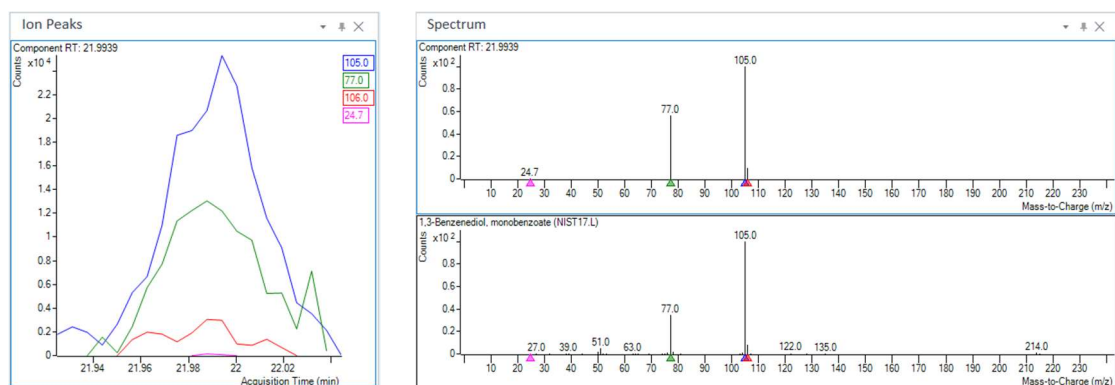 Ion Peaks
Component RT: 21.9939
x10^4
Counts
2.2
2
1.8
1.6
1.4
1.2
1
0.8
0.6
0.4
0.2
0
105.0
77.0
106.0
24.7
21.94 21.96 21.98 22 22.02
Acquisition Time (min)
Spectrum
Component RT: 21.9939
x10^2
Counts
1
0.8
0.6
0.4
0.2
0
105.0
77.0
24.7
10 20 30 40 50 60 70 80 90 100 110 120 130 140 150 160 170 180 190 200 210 220 230
Mass-to-Charge (m/z)
1,3-Benzenediol, monobenzoate (NIST17.L)
x10^2
Counts
1
0.8
0.6
0.4
0.2
0
105.0
77.0
27.0 39.0 51.0 63.0 122.0 135.0 214.0
10 20 30 40 50 60 70 80 90 100 110 120 130 140 150 160 170 180 190 200 210 220 230
Mass-to-Charge (m/z)